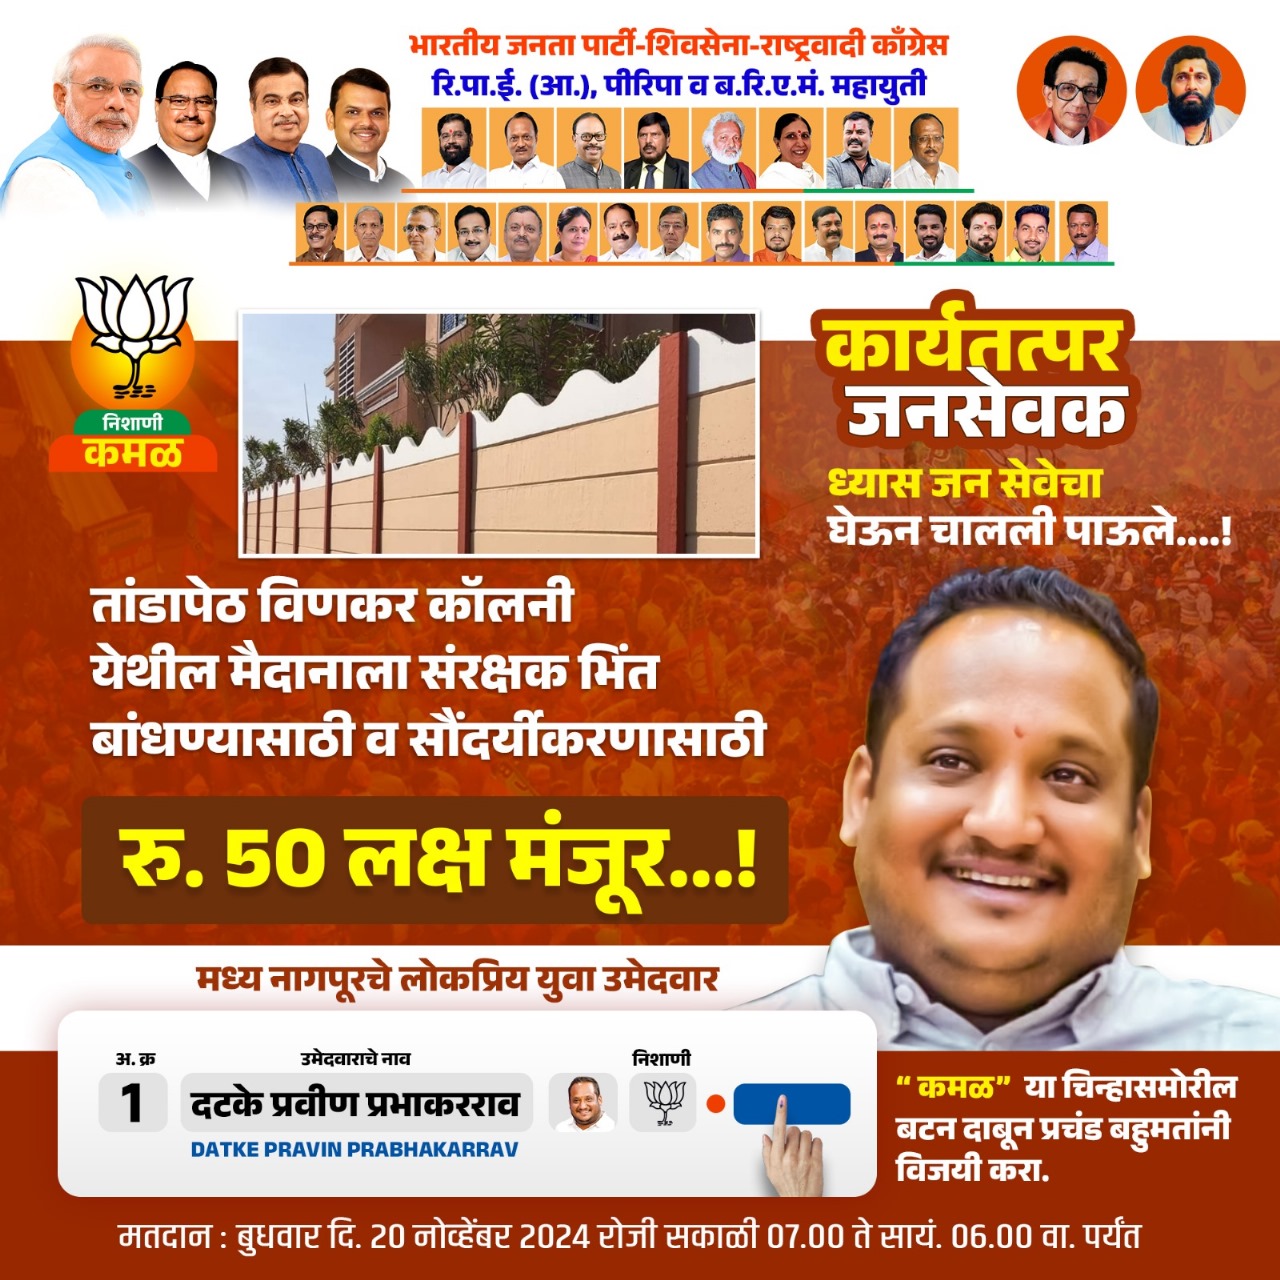 भारतीय जनता पार्टी-शिवसेना-राष्ट्रवादी काँग्रेस
रि.पा.ई. (आ.), पीरिपा व ब.रि.ए.मं. महायुती
निशाणी
कमळ
कार्यतत्पर
जनसेवक
ध्यास जन सेवेचा
घेऊन चालली पाऊले....!
तांडापेठ विणकर कॉलनी
येथील मैदानाला संरक्षक भिंत
बांधण्यासाठी व सौंदर्यीकरणासाठी
रु. 50 लक्ष मंजूर...!
मध्य नागपूरचे लोकप्रिय युवा उमेदवार
अ. क्र उमेदवाराचे नाव निशाणी
1 दटके प्रवीण प्रभाकरराव
DATKE PRAVIN PRABHAKARRAV
“ कमळ” या चिन्हासमोरील
बटन दाबून प्रचंड बहुमतांनी
विजयी करा.
मतदान : बुधवार दि. 20 नोव्हेंबर 2024 रोजी सकाळी 07.00 ते सायं. 06.00 वा. पर्यंत